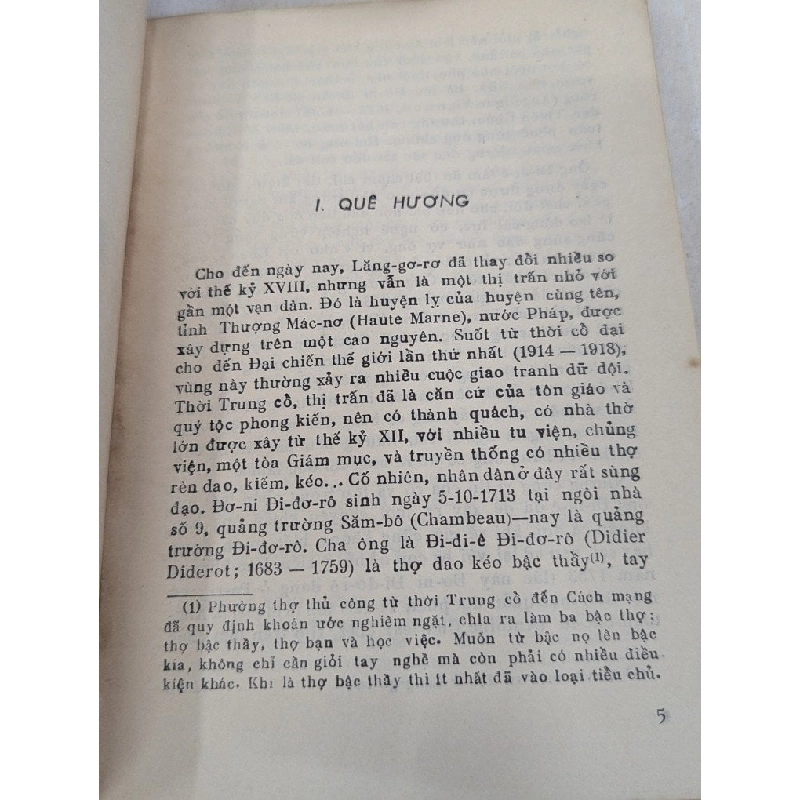 I. QUÊ HƯƠNG
Cho đến ngày nay, Lăng-gơ-rơ đã thay đổi nhiều so
với thế kỷ XVIII, nhưng vẫn là một thị trấn nhỏ với
gần một vạn dân. Đó là huyện lỵ của huyện cùng tên,
tỉnh Thượng Mác-nơ (Haute Marne), nước Pháp, được
xây dựng trên một cao nguyên. Suốt từ thời cổ đại
cho đến Đại chiến thế giới lần thứ nhất (1914 — 1918),
vùng này thường xảy ra nhiều cuộc giao tranh dữ dội.
Thời Trung cổ, thị trấn đã là căn cứ của tôn giáo và
quý tộc phong kiến, nên có thành quách, có nhà thờ
lớn được xây từ thế kỷ XII, với nhiều tu viện, chủng
viện, một tòa Giám mục, và truyền thống có nhiều thợ
rèn dao, kiếm, kéo... Cố nhiên, nhân dân ở đây rất sùng
đạo. Đơ-ni Đi-đơ-rô sinh ngày 5-10-1713 tại ngôi nhà
số 9, quảng trường Săm-bô (Chambeau)—nay là quảng
trường Đi-đơ-rô. Cha ông là Đi-đi-ê Đi-đơ-rô (Didier
Diderot; 1683 — 1759) là thợ dao kéo bậc thầy(1), tay
(1) Phường thợ thủ công từ thời Trung cổ đến Cách mạng
đã quy định khoán ước nghiêm ngặt, chia ra làm ba bậc thợ:
thợ bậc thầy, thợ bạn và học việc. Muốn từ bậc nọ lên bậc
kia, không chỉ cần giỏi tay nghề mà còn phải có nhiều điều
kiện khác. Khi là thợ bậc thầy thì ít nhất đã vào loại tiểu chủ.
5